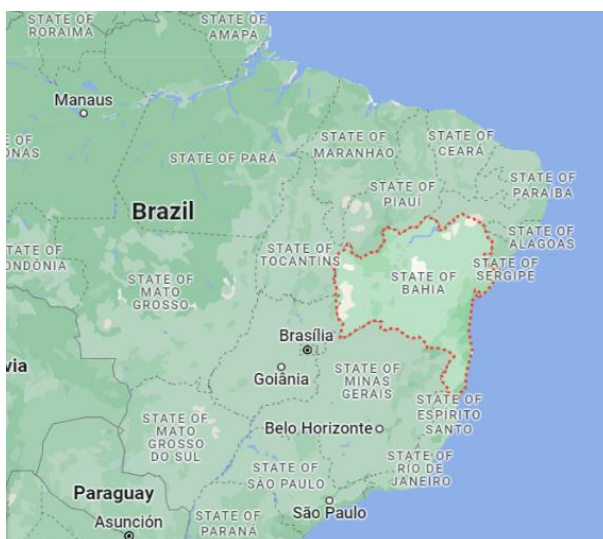 STATE OF
RORAIMA
STATE OF
AMAPÁ
Manaus
STATE OF
MARANHÃO
STATE OF
CEARÁ
STATE OF PARÁ
STATE OF
PARAÍBA
STATE OF
PIAUÍ
Brazil
STATE OF
ALAGOAS
STATE OF
TOCANTINS
STATE OF
SERGIPE
STATE OF
BAHIA
STATE OF
MATO
GROSSO
Brasília
Goiânia
STATE OF
MINAS
GERAIS
STATE OF
ESPÍRITO
SANTO
STATE OF
MATO
GROSSO
DO SUL
Belo Horizonte
STATE OF
RIO DE
JANEIRO
STATE OF
SÃO PAULO
Paraguay
São Paulo
Asunción
STATE OF
PARANÁ
via
ONAS
TATE OF
ONDÔNIA